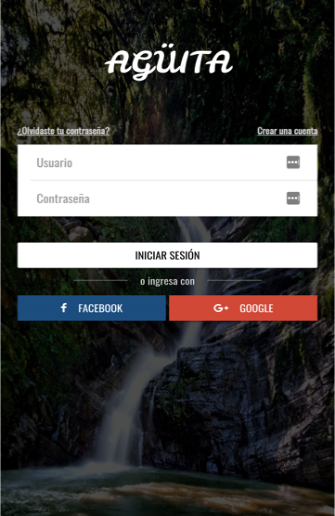 AGÜITA
¿Olvidaste tu contraseña? Crear una cuenta
Usuario
Contraseña
INICIAR SESIÓN
o ingresa con
f FACEBOOK G+ GOOGLE